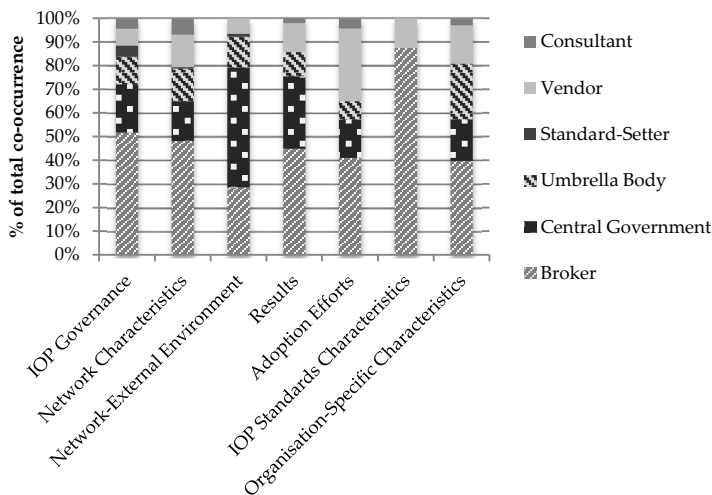 % of total co-occurrence
100%
90%
80%
70%
60%
50%
40%
30%
20%
10%
0%
IOP Governance
Network Characteristics
Network-External Environment
Results
Adoption Efforts
IOP Standards Characteristics
Organisation-Specific Characteristics
Consultant
Vendor
Standard-Setter
Umbrella Body
Central Government
Broker